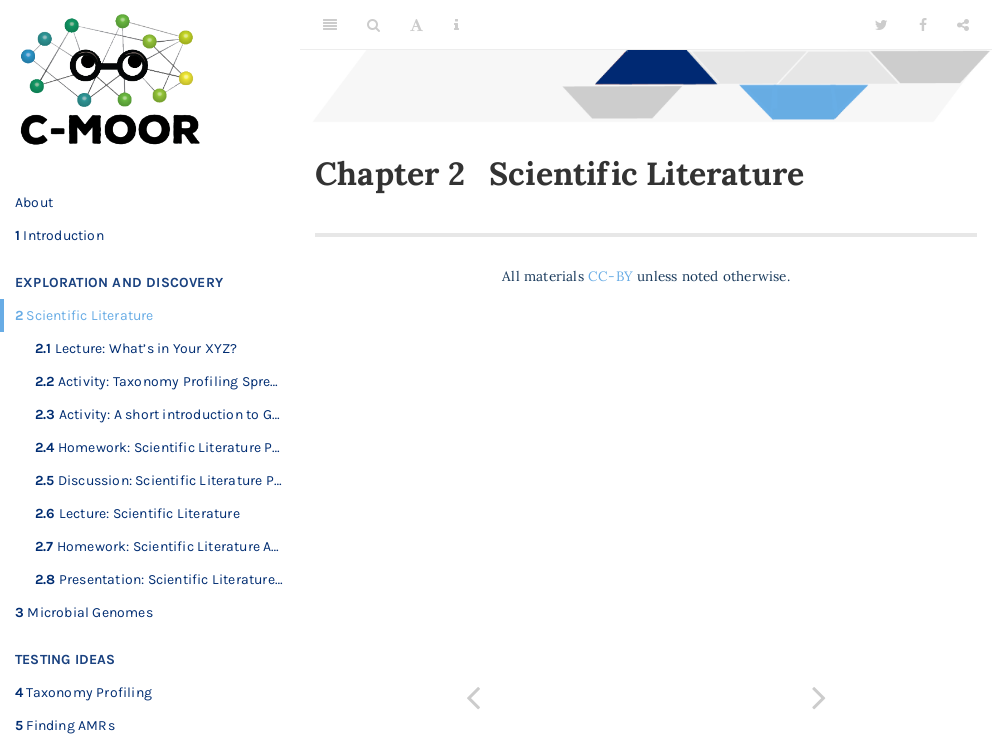 C-MOOR
About
1 Introduction
EXPLORATION AND DISCOVERY
2 Scientific Literature
2.1 Lecture: What's in Your XYZ?
2.2 Activity: Taxonomy Profiling Spre...
2.3 Activity: A short introduction to G...
2.4 Homework: Scientific Literature P...
2.5 Discussion: Scientific Literature P...
2.6 Lecture: Scientific Literature
2.7 Homework: Scientific Literature A...
2.8 Presentation: Scientific Literature...
3 Microbial Genomes
TESTING IDEAS
4 Taxonomy Profiling
5 Finding AMRs
A
Chapter 2 Scientific Literature
All materials CC-BY unless noted otherwise.